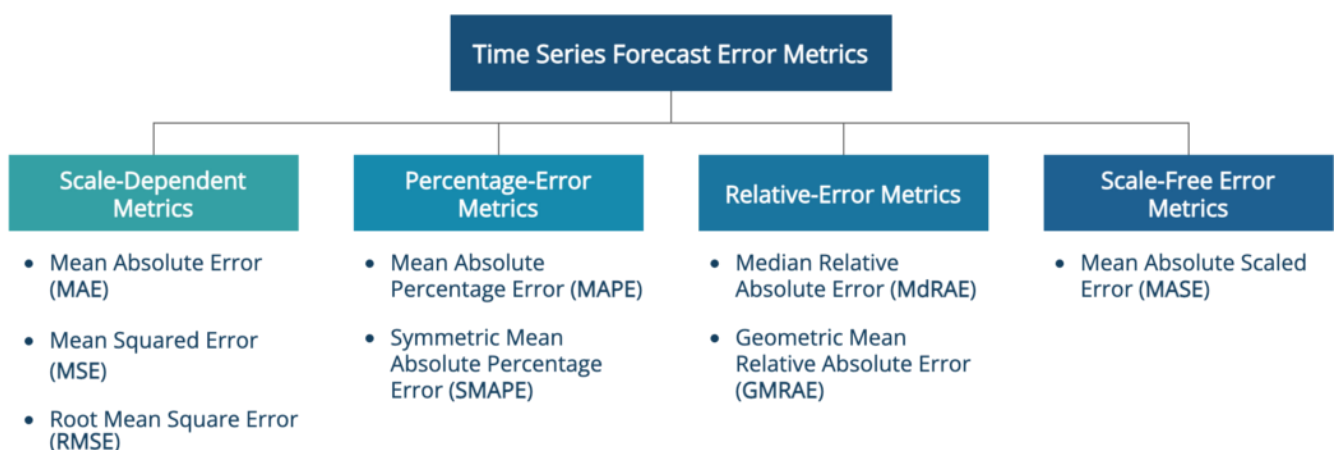 Time Series Forecast Error Metrics
Scale-Dependent
Metrics
• Mean Absolute Error
(MAE)
• Mean Squared Error
(MSE)
• Root Mean Square Error
(RMSE)
Percentage-Error
Metrics
• Mean Absolute
Percentage Error (MAPE)
• Symmetric Mean
Absolute Percentage
Error (SMAPE)
Relative-Error Metrics
• Median Relative
Absolute Error (MdRAE)
• Geometric Mean
Relative Absolute Error
(GMRAE)
Scale-Free Error
Metrics
• Mean Absolute Scaled
Error (MASE)